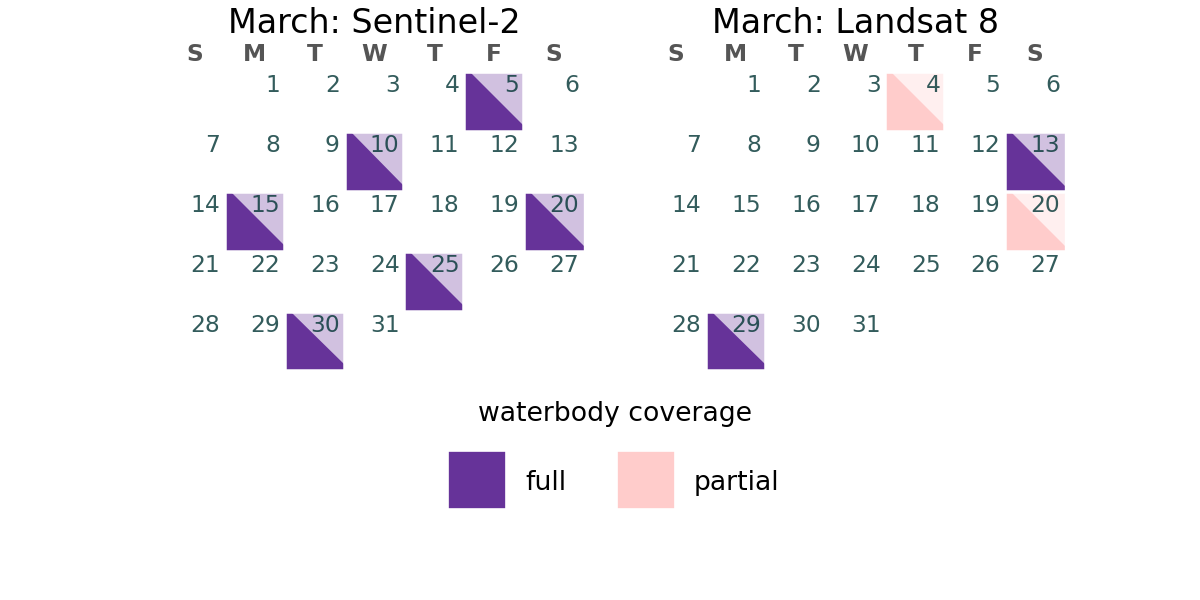 March: Sentinel-2
S M T W T F S
1 2 3 4 5 6
7 8 9 10 11 12 13
14 15 16 17 18 19 20
21 22 23 24 25 26 27
28 29 30 31
March: Landsat 8
S M T W T F S
1 2 3 4 5 6
7 8 9 10 11 12 13
14 15 16 17 18 19 20
21 22 23 24 25 26 27
28 29 30 31
waterbody coverage
full partial